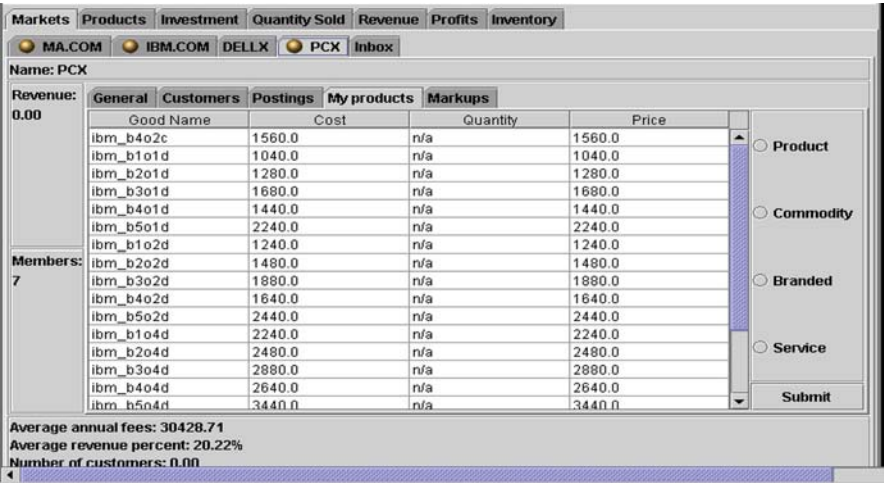 Markets Products Investment Quantity Sold Revenue Profits Inventory
MA.COM IBM.COM DELLX PCX Inbox
Name: PCX
Revenue:
0.00
Members:
7
General Customers Postings My products Markups
Good Name Cost Quantity Price
ibm_b4o2c 1560.0 n/a 1560.0
ibm_b1o1d 1040.0 n/a 1040.0
ibm_b2o1d 1280.0 n/a 1280.0
ibm_b3o1d 1680.0 n/a 1680.0
ibm_b4o1d 1440.0 n/a 1440.0
ibm_b5o1d 2240.0 n/a 2240.0
ibm_b1o2d 1240.0 n/a 1240.0
ibm_b2o2d 1480.0 n/a 1480.0
ibm_b3o2d 1880.0 n/a 1880.0
ibm_b4o2d 1640.0 n/a 1640.0
ibm_b5o2d 2440.0 n/a 2440.0
ibm_b1o4d 2240.0 n/a 2240.0
ibm_b2o4d 2480.0 n/a 2480.0
ibm_b3o4d 2880.0 n/a 2880.0
ibm_b4o4d 2640.0 n/a 2640.0
ibm_b5o4d 3440.0 n/a 3440.0
Product
Commodity
Branded
Service
Submit
Average annual fees: 30428.71
Average revenue percent: 20.22%
Number of customers: 0.00